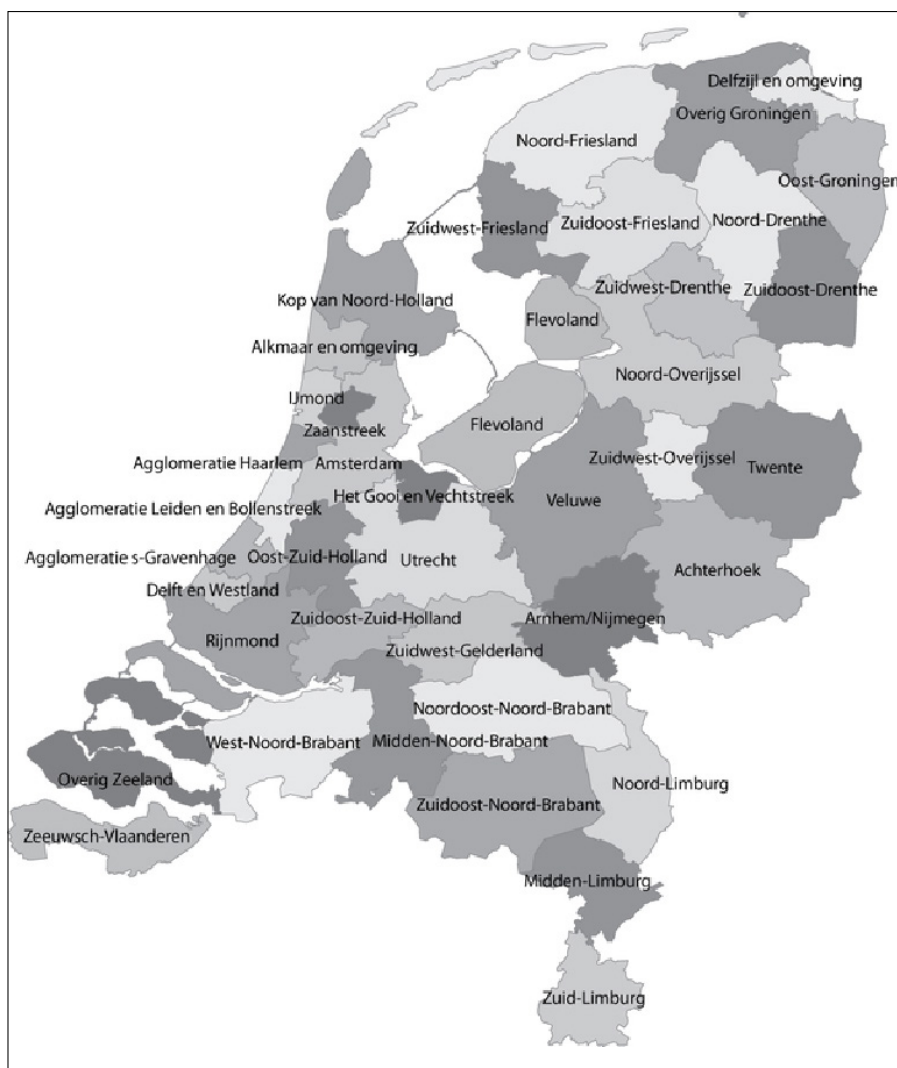 Delfzijl en omgeving
Overig Groningen
Noord-Friesland
Oost-Groningen
Zuidwest-Friesland
Zuidoost-Friesland
Noord-Drenthe
Kop van Noord-Holland
Zuidwest-Drenthe
Zuidoost-Drenthe
Flevoland
Alkmaar en omgeving
Noord-Overijssel
IJmond
Zaanstreek
Flevoland
Agglomeratie Haarlem
Amsterdam
Zuidwest-Overijssel
Twente
Het Gooi en Vechtstreek
Veluwe
Agglomeratie Leiden en Bollenstreek
Agglomeratie s-Gravenhage
Oost-Zuid-Holland
Utrecht
Achterhoek
Delft en Westland
Zuidoost-Zuid-Holland
Arnhem/Nijmegen
Rijnmond
Zuidwest-Gelderland
Noordoost-Noord-Brabant
West-Noord-Brabant
Midden-Noord-Brabant
Overig Zeeland
Noord-Limburg
Zuidoost-Noord-Brabant
Zeeuwsch-Vlaanderen
Midden-Limburg
Zuid-Limburg